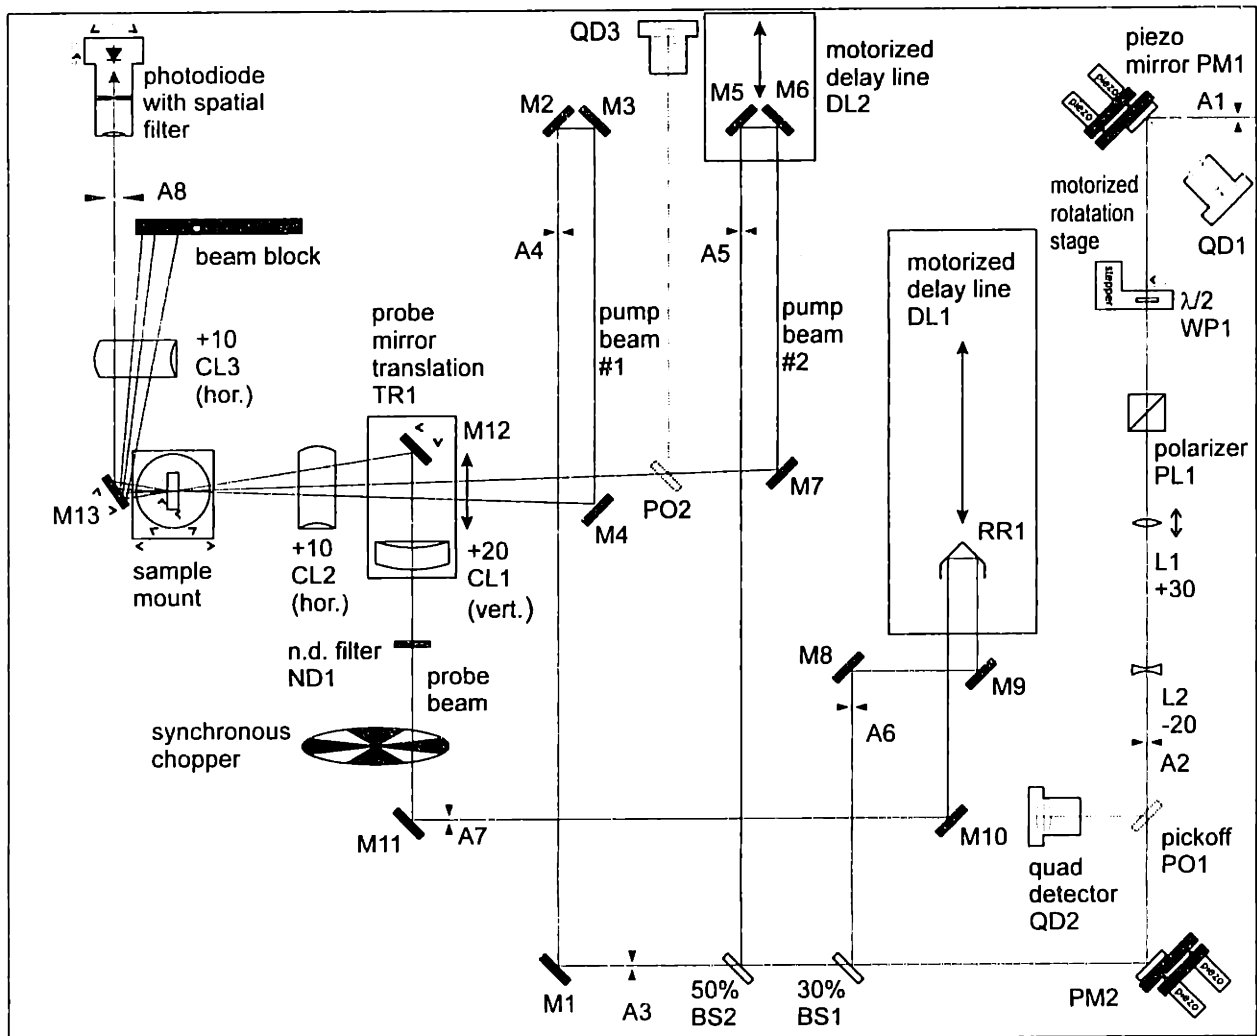 QD3
motorized
delay line
DL2
M5
M6
piezo
mirror PM1
piezo
piezo
A1
photodiode
with spatial
filter
M2
M3
A8
motorized
rotatation
stage
QD1
beam block
A4
A5
motorized
delay line
DL1
stepper
λ/2
WP1
+10
CL3
(hor.)
probe
mirror
translation
TR1
pump
beam
#1
pump
beam
#2
M12
polarizer
PL1
M13
PO2
M7
M4
sample
mount
+10
CL2
(hor.)
+20
CL1
(vert.)
RR1
L1
+30
n.d. filter
ND1
probe
beam
M8
M9
L2
-20
A6
A2
synchronous
chopper
M11
A7
M10
pickoff
PO1
quad
detector
QD2
M1
A3
50%
BS2
30%
BS1
PM2
piezo
piezo